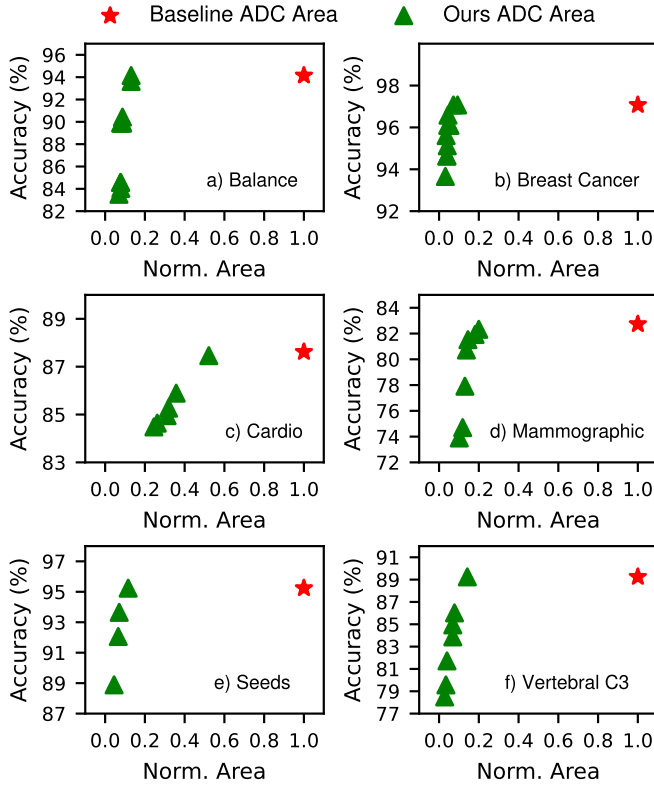 Baseline ADC Area Ours ADC Area
Accuracy (%)
96
94
92
90
88
86
84
82
a) Balance
0.0 0.2 0.4 0.6 0.8 1.0
Norm. Area
Accuracy (%)
98
96
94
92
b) Breast Cancer
0.0 0.2 0.4 0.6 0.8 1.0
Norm. Area
Accuracy (%)
89
87
85
83
c) Cardio
0.0 0.2 0.4 0.6 0.8 1.0
Norm. Area
Accuracy (%)
84
82
80
78
76
74
72
d) Mammographic
0.0 0.2 0.4 0.6 0.8 1.0
Norm. Area
Accuracy (%)
97
95
93
91
89
87
e) Seeds
0.0 0.2 0.4 0.6 0.8 1.0
Norm. Area
Accuracy (%)
91
89
87
85
83
81
79
77
f) Vertebral C3
0.0 0.2 0.4 0.6 0.8 1.0
Norm. Area